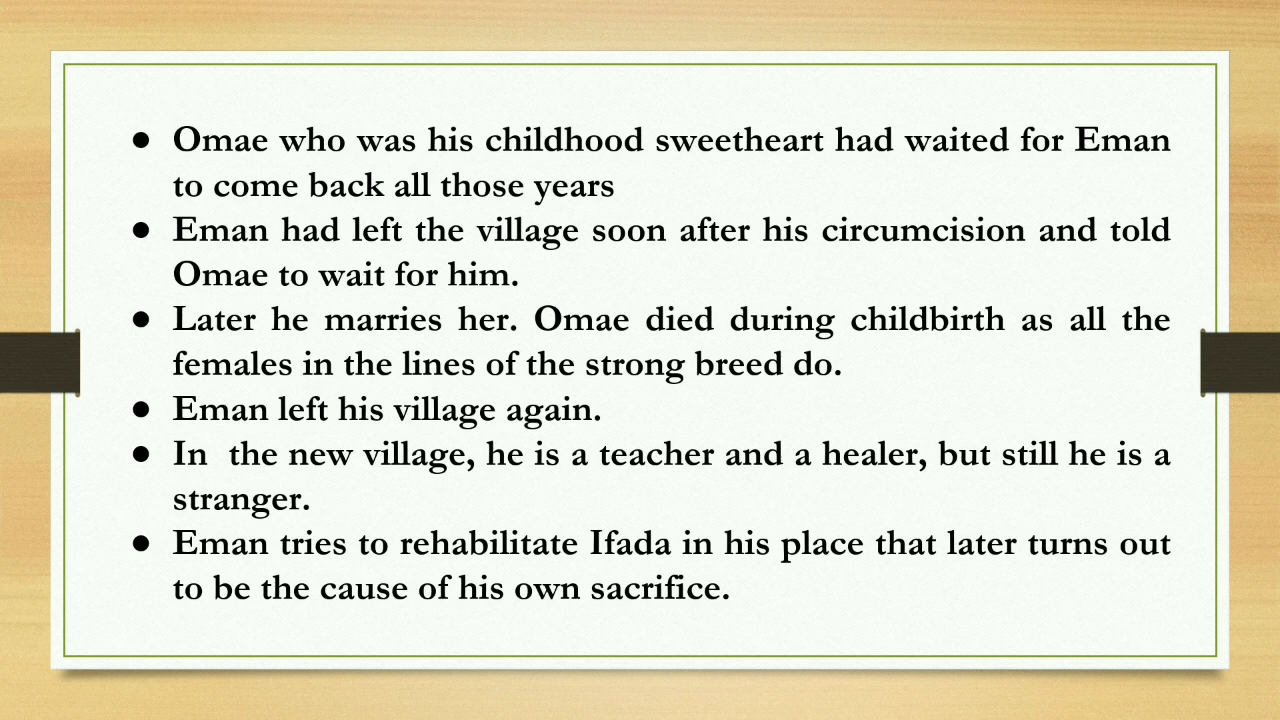 ● Omae who was his childhood sweetheart had waited for Eman
to come back all those years
● Eman had left the village soon after his circumcision and told
Omae to wait for him.
● Later he marries her. Omae died during childbirth as all the
females in the lines of the strong breed do.
● Eman left his village again.
● In  the new village, he is a teacher and a healer, but still he is a
stranger.
● Eman tries to rehabilitate Ifada in his place that later turns out
to be the cause of his own sacrifice.